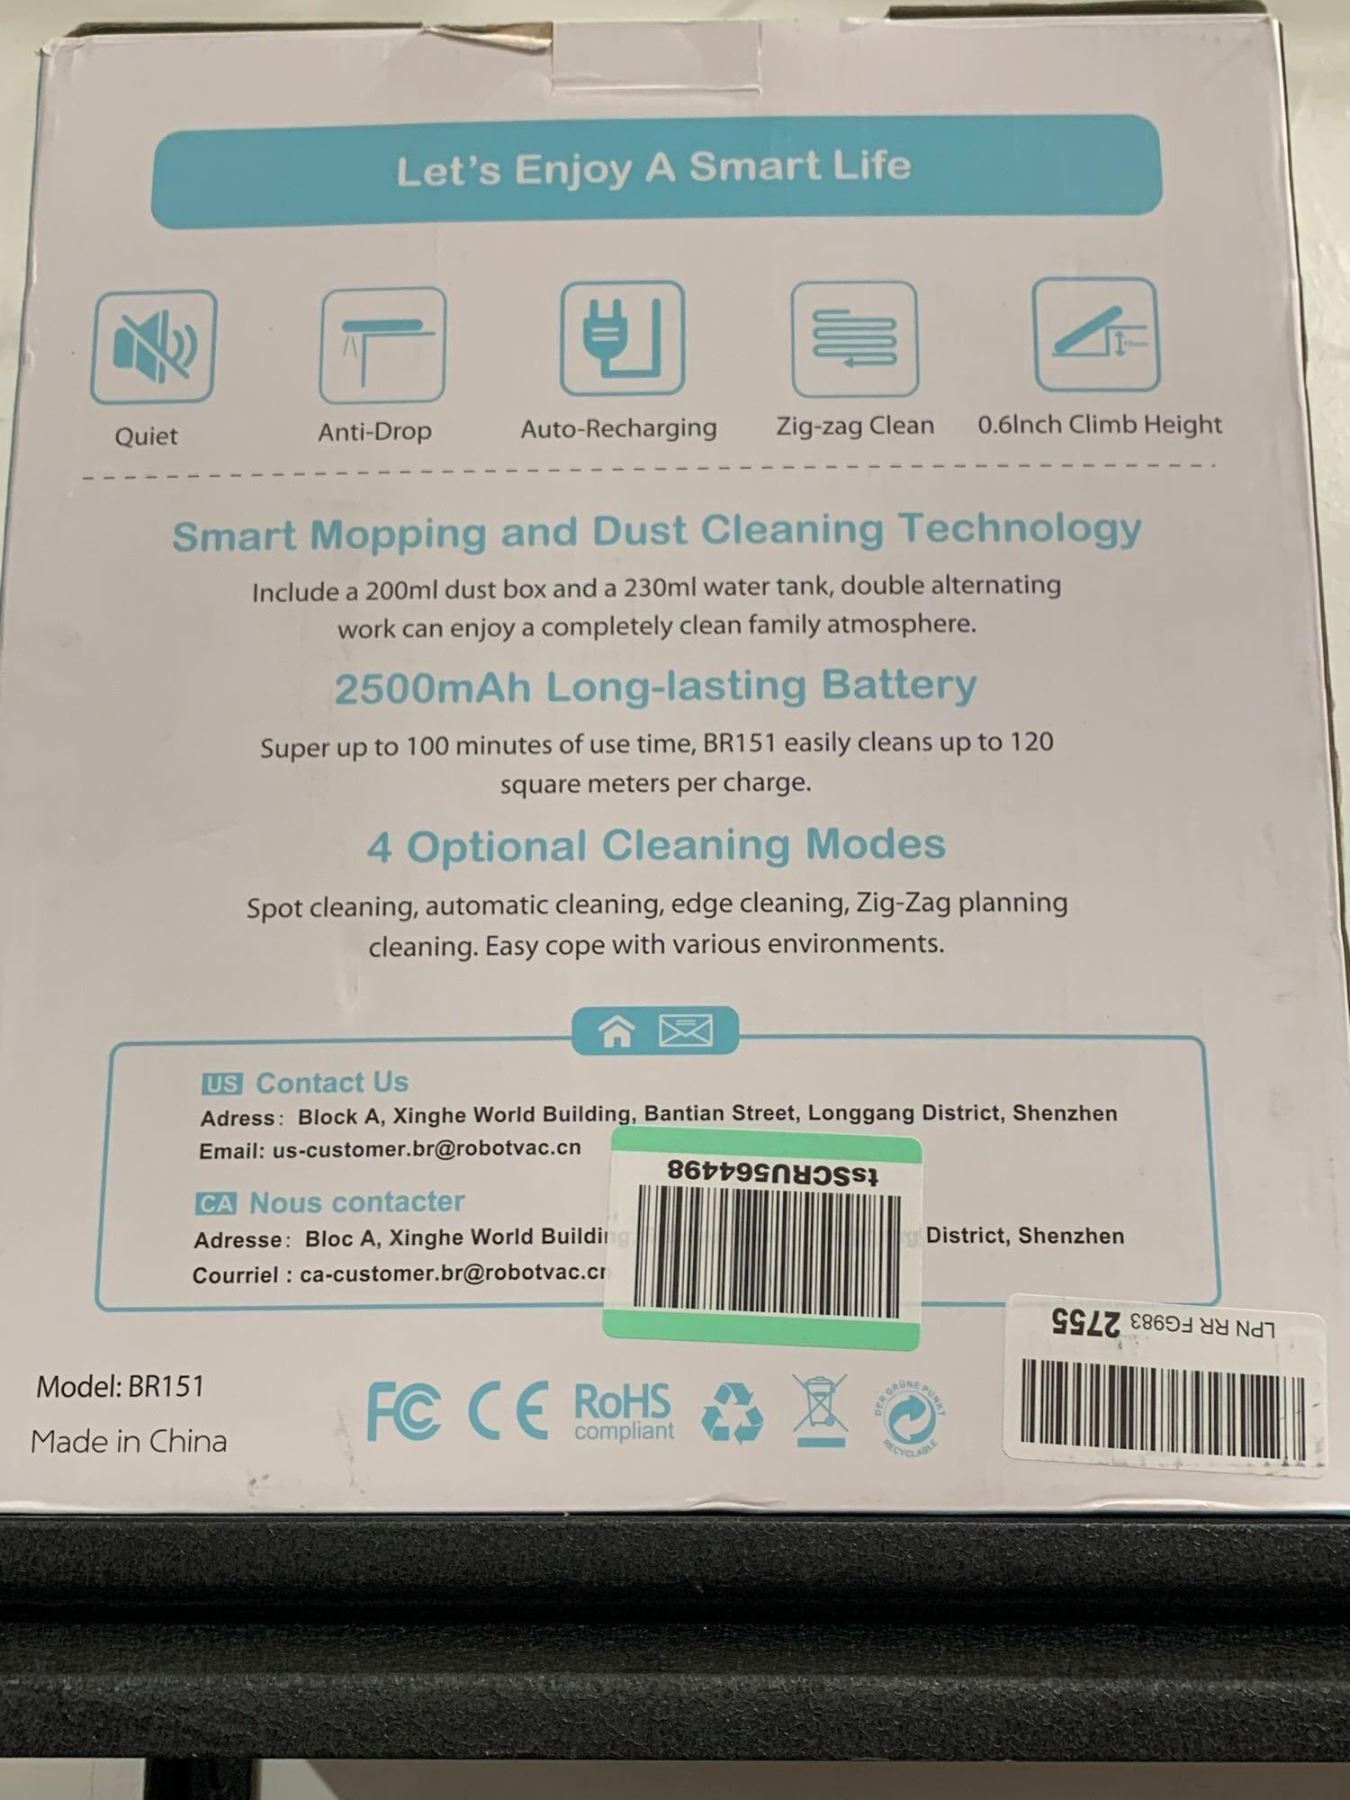 Let's Enjoy A Smart Life
Quiet
Anti-Drop
Auto-Recharging
Zig-zag Clean
0.6Inch Climb Height
Smart Mopping and Dust Cleaning Technology
Include a 200ml dust box and a 230ml water tank, double alternating
work can enjoy a completely clean family atmosphere.
2500mAh Long-lasting Battery
Super up to 100 minutes of use time, BR151 easily cleans up to 120
square meters per charge.
4 Optional Cleaning Modes
Spot cleaning, automatic cleaning, edge cleaning, Zig-Zag planning
cleaning. Easy cope with various environments.
US Contact Us
Adress: Block A, Xinghe World Building, Bantian Street, Longgang District, Shenzhen
Email: us-customer.br@robotvac.cn
tsSCRU564498
CA Nous contacter
Adresse: Bloc A, Xinghe World Building District, Shenzhen
Courriel : ca-customer.br@robotvac.cn
LPN RR FG983 2755
Model: BR151
Made in China
FC CE RoHS
compliant
DER GRÜNE PUNKT
RECYCLABLE